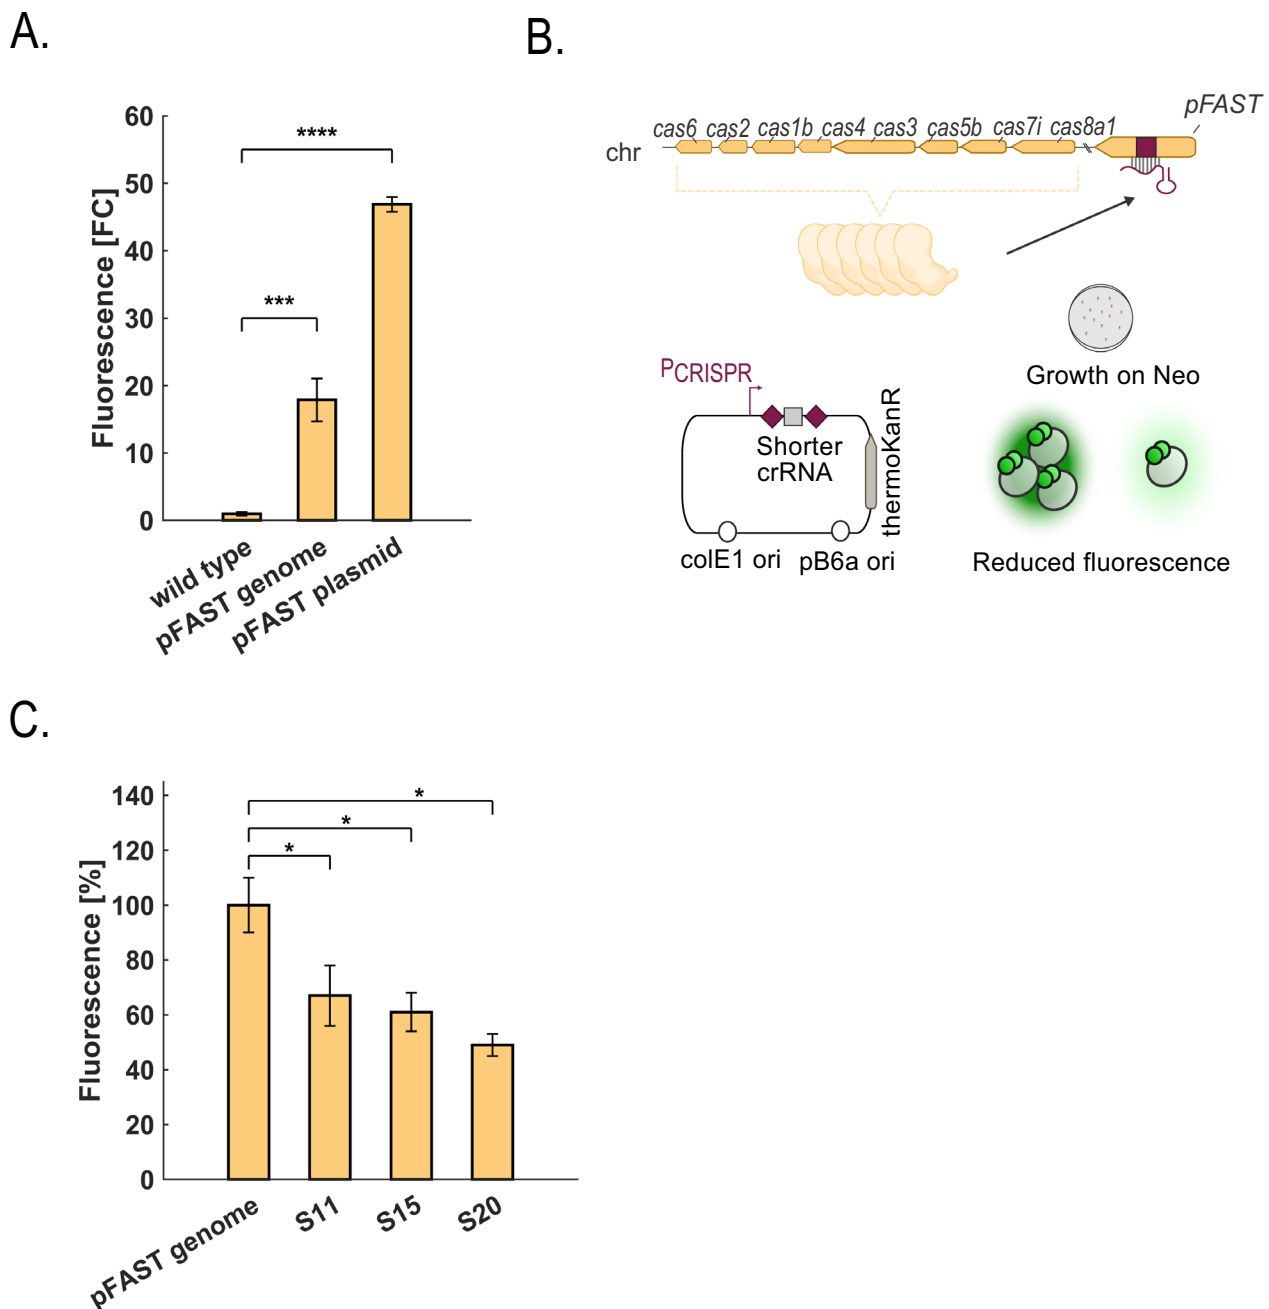 A.
60
50
40
30
20
10
0
Fluorescence [FC]
****
***
wild type
pFAST genome
pFAST plasmid
B.
chr
cas6
cas2
cas1b
cas4
cas3
cas5b
cas7i
cas8a1
pFAST
PCRISPR
Shorter
crRNA
thermoKanR
colE1 ori
pB6a ori
Growth on Neo
Reduced fluorescence
C.
140
120
100
80
60
40
20
0
Fluorescence [%]
*
*
*
pFAST genome
S11
S15
S20